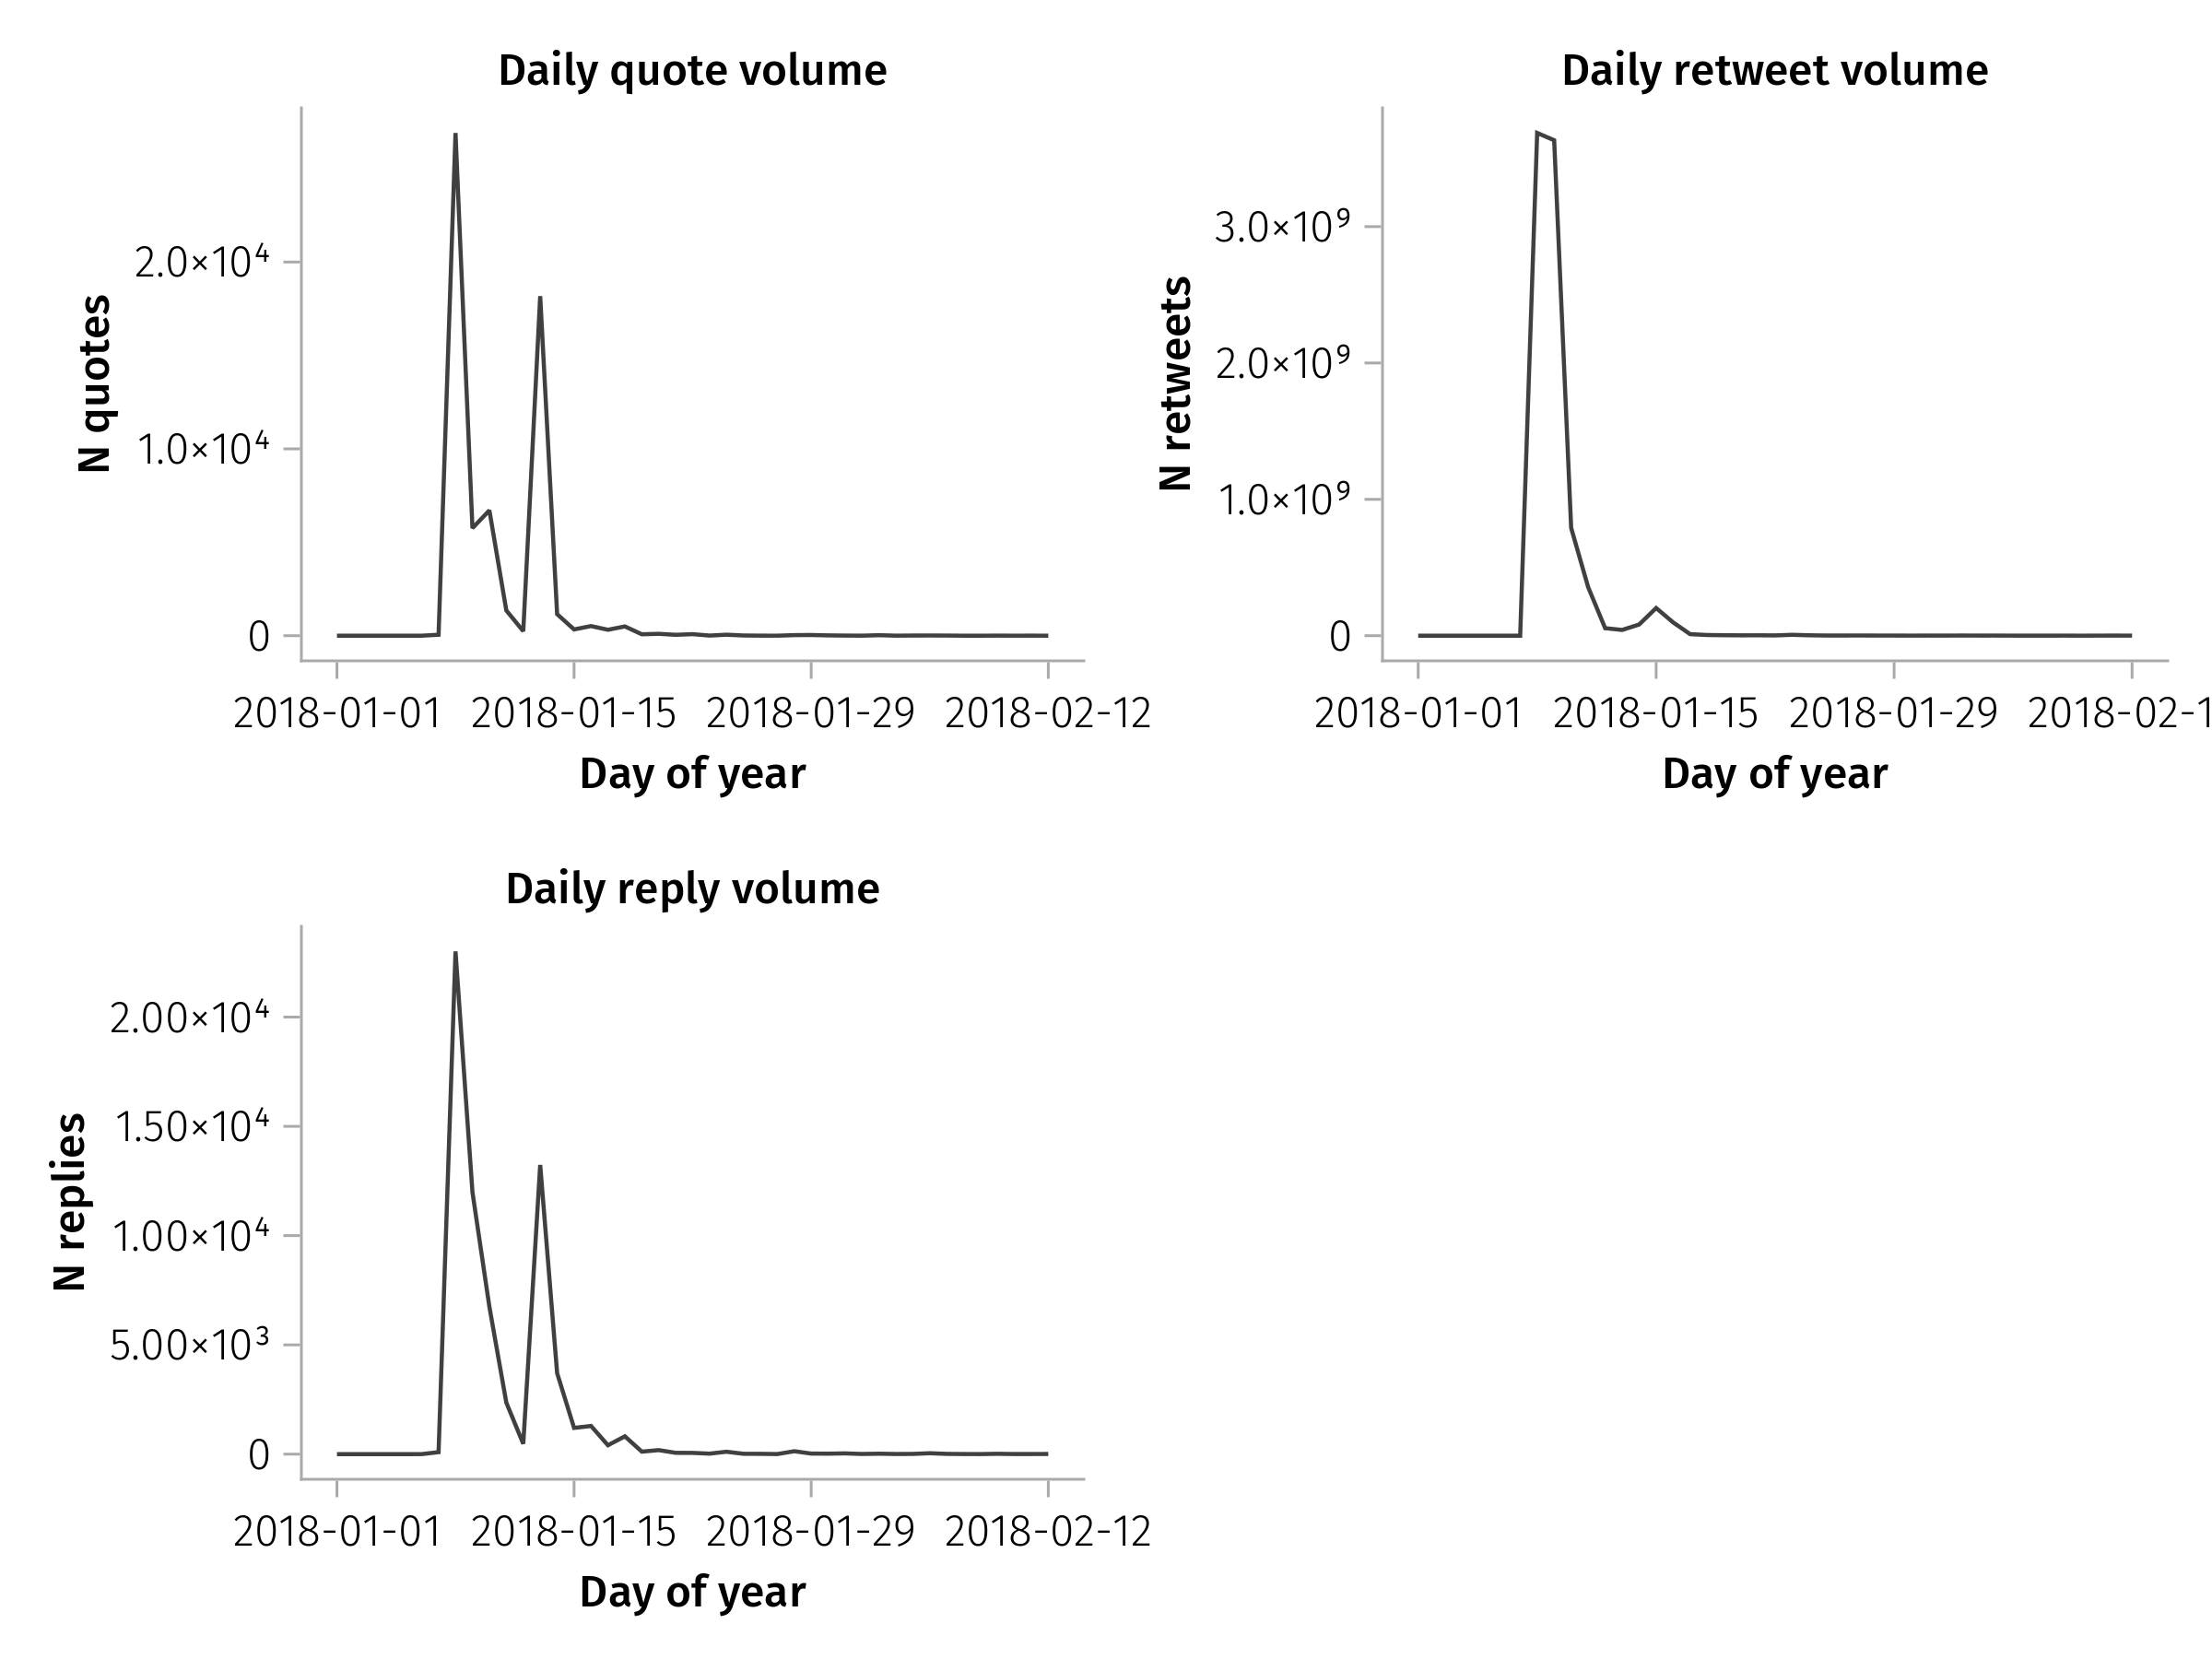 Daily quote volume
N quotes
2.0×10⁴
1.0×10⁴
0
2018-01-01 2018-01-15 2018-01-29 2018-02-12
Day of year
Daily retweet volume
N retweets
3.0×10⁹
2.0×10⁹
1.0×10⁹
0
2018-01-01 2018-01-15 2018-01-29 2018-02-1
Day of year
Daily reply volume
N replies
2.00×10⁴
1.50×10⁴
1.00×10⁴
5.00×10³
0
2018-01-01 2018-01-15 2018-01-29 2018-02-12
Day of year